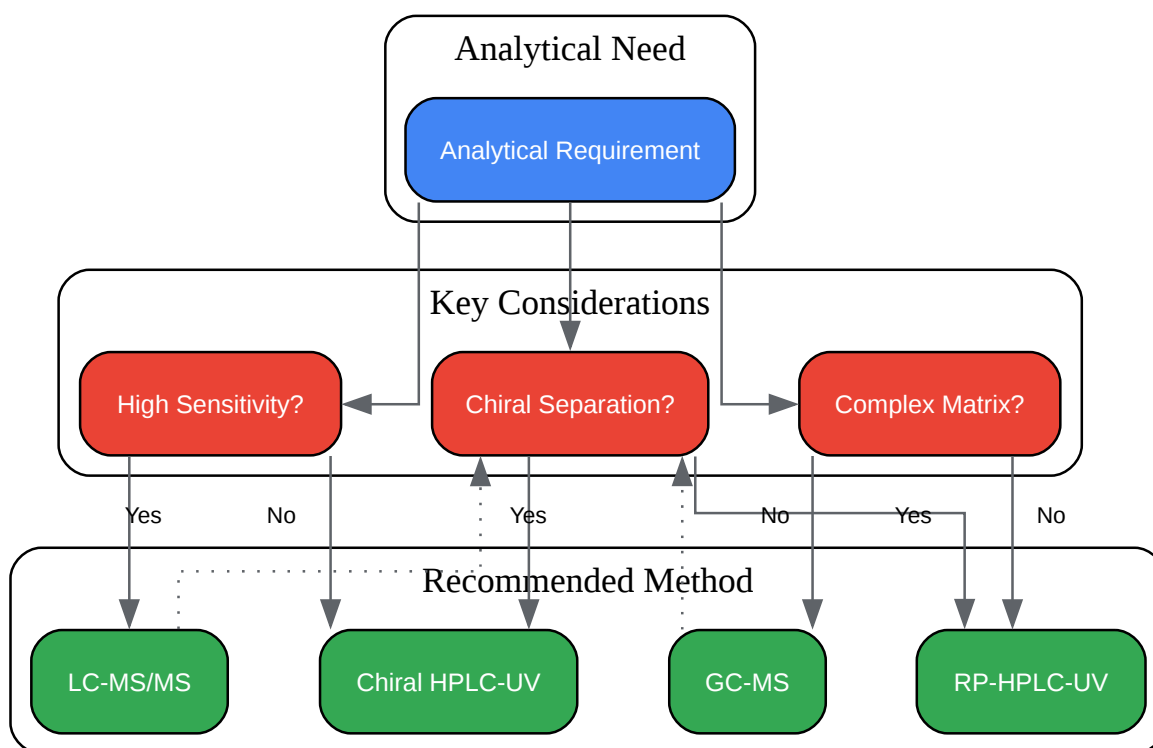 Analytical Need
Analytical Requirement
Key Considerations
High Sensitivity?
Chiral Separation?
Complex Matrix?
Yes
No
Yes
No
Yes
No
Recommended Method
LC-MS/MS
Chiral HPLC-UV
GC-MS
RP-HPLC-UV